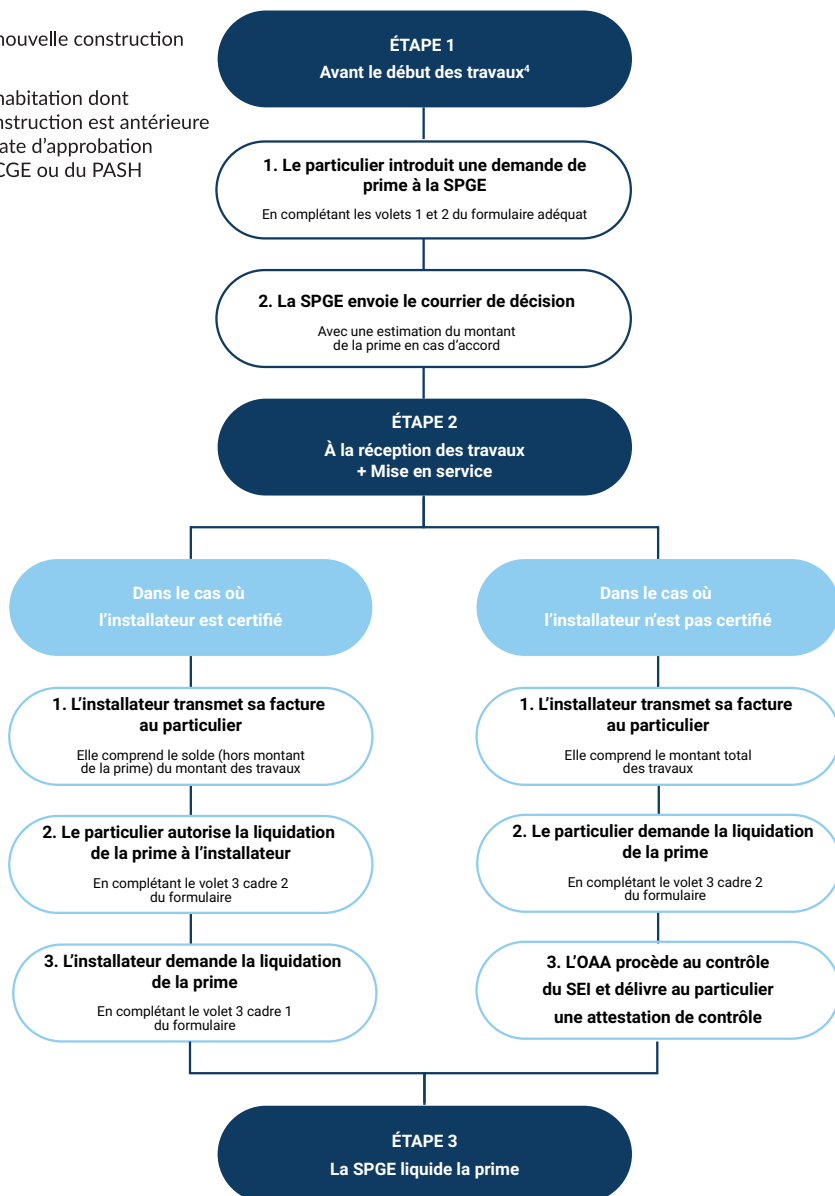 nouvelle construction
habitation dont
nstruction est antérieure
ate d'approbation
CGE ou du PASH
ÉTAPE 1
Avant le début des travaux⁴
1. Le particulier introduit une demande de
prime à la SPGE
En complétant les volets 1 et 2 du formulaire adéquat
2. La SPGE envoie le courrier de décision
Avec une estimation du montant
de la prime en cas d'accord
ÉTAPE 2
À la réception des travaux
+ Mise en service
Dans le cas où
l'installateur est certifié
1. L'installateur transmet sa facture
au particulier
Elle comprend le solde (hors montant
de la prime) du montant des travaux
2. Le particulier autorise la liquidation
de la prime à l'installateur
En complétant le volet 3 cadre 2
du formulaire
3. L'installateur demande la liquidation
de la prime
En complétant le volet 3 cadre 1
du formulaire
Dans le cas où
l'installateur n'est pas certifié
1. L'installateur transmet sa facture
au particulier
Elle comprend le montant total
des travaux
2. Le particulier demande la liquidation
de la prime
En complétant le volet 3 cadre 2
du formulaire
3. L'OAA procède au contrôle
du SEI et délivre au particulier
une attestation de contrôle
ÉTAPE 3
La SPGE liquide la prime